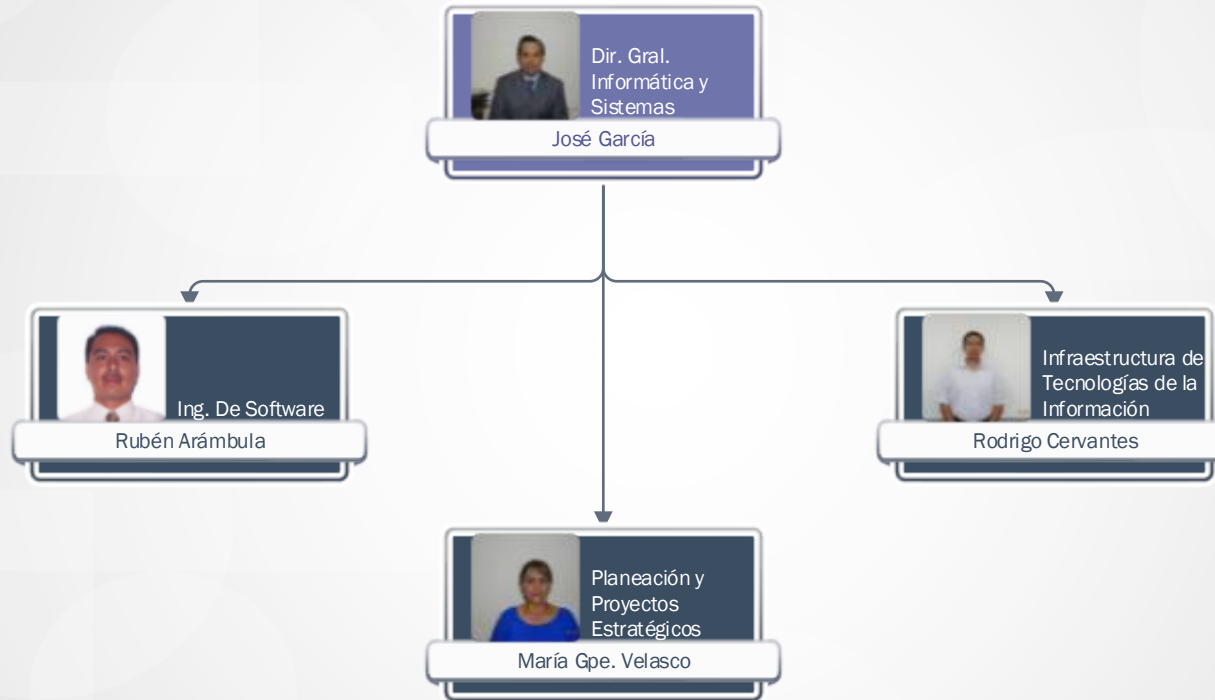 Dir. Gral.
Informática y
Sistemas
José García
Ing. De Software
Rubén Arámbula
Infraestructura de
Tecnologías de la
Información
Rodrigo Cervantes
Planeación y
Proyectos
Estratégicos
María Gpe. Velasco